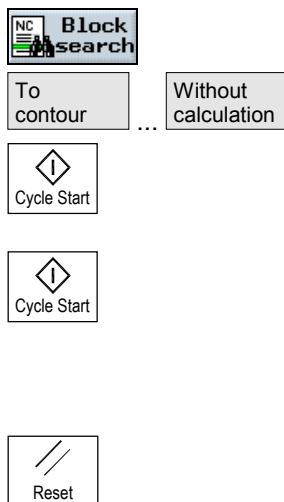 NC Block
search
To
contour
...
Without
calculation
Cycle Start
Cycle Start
Reset